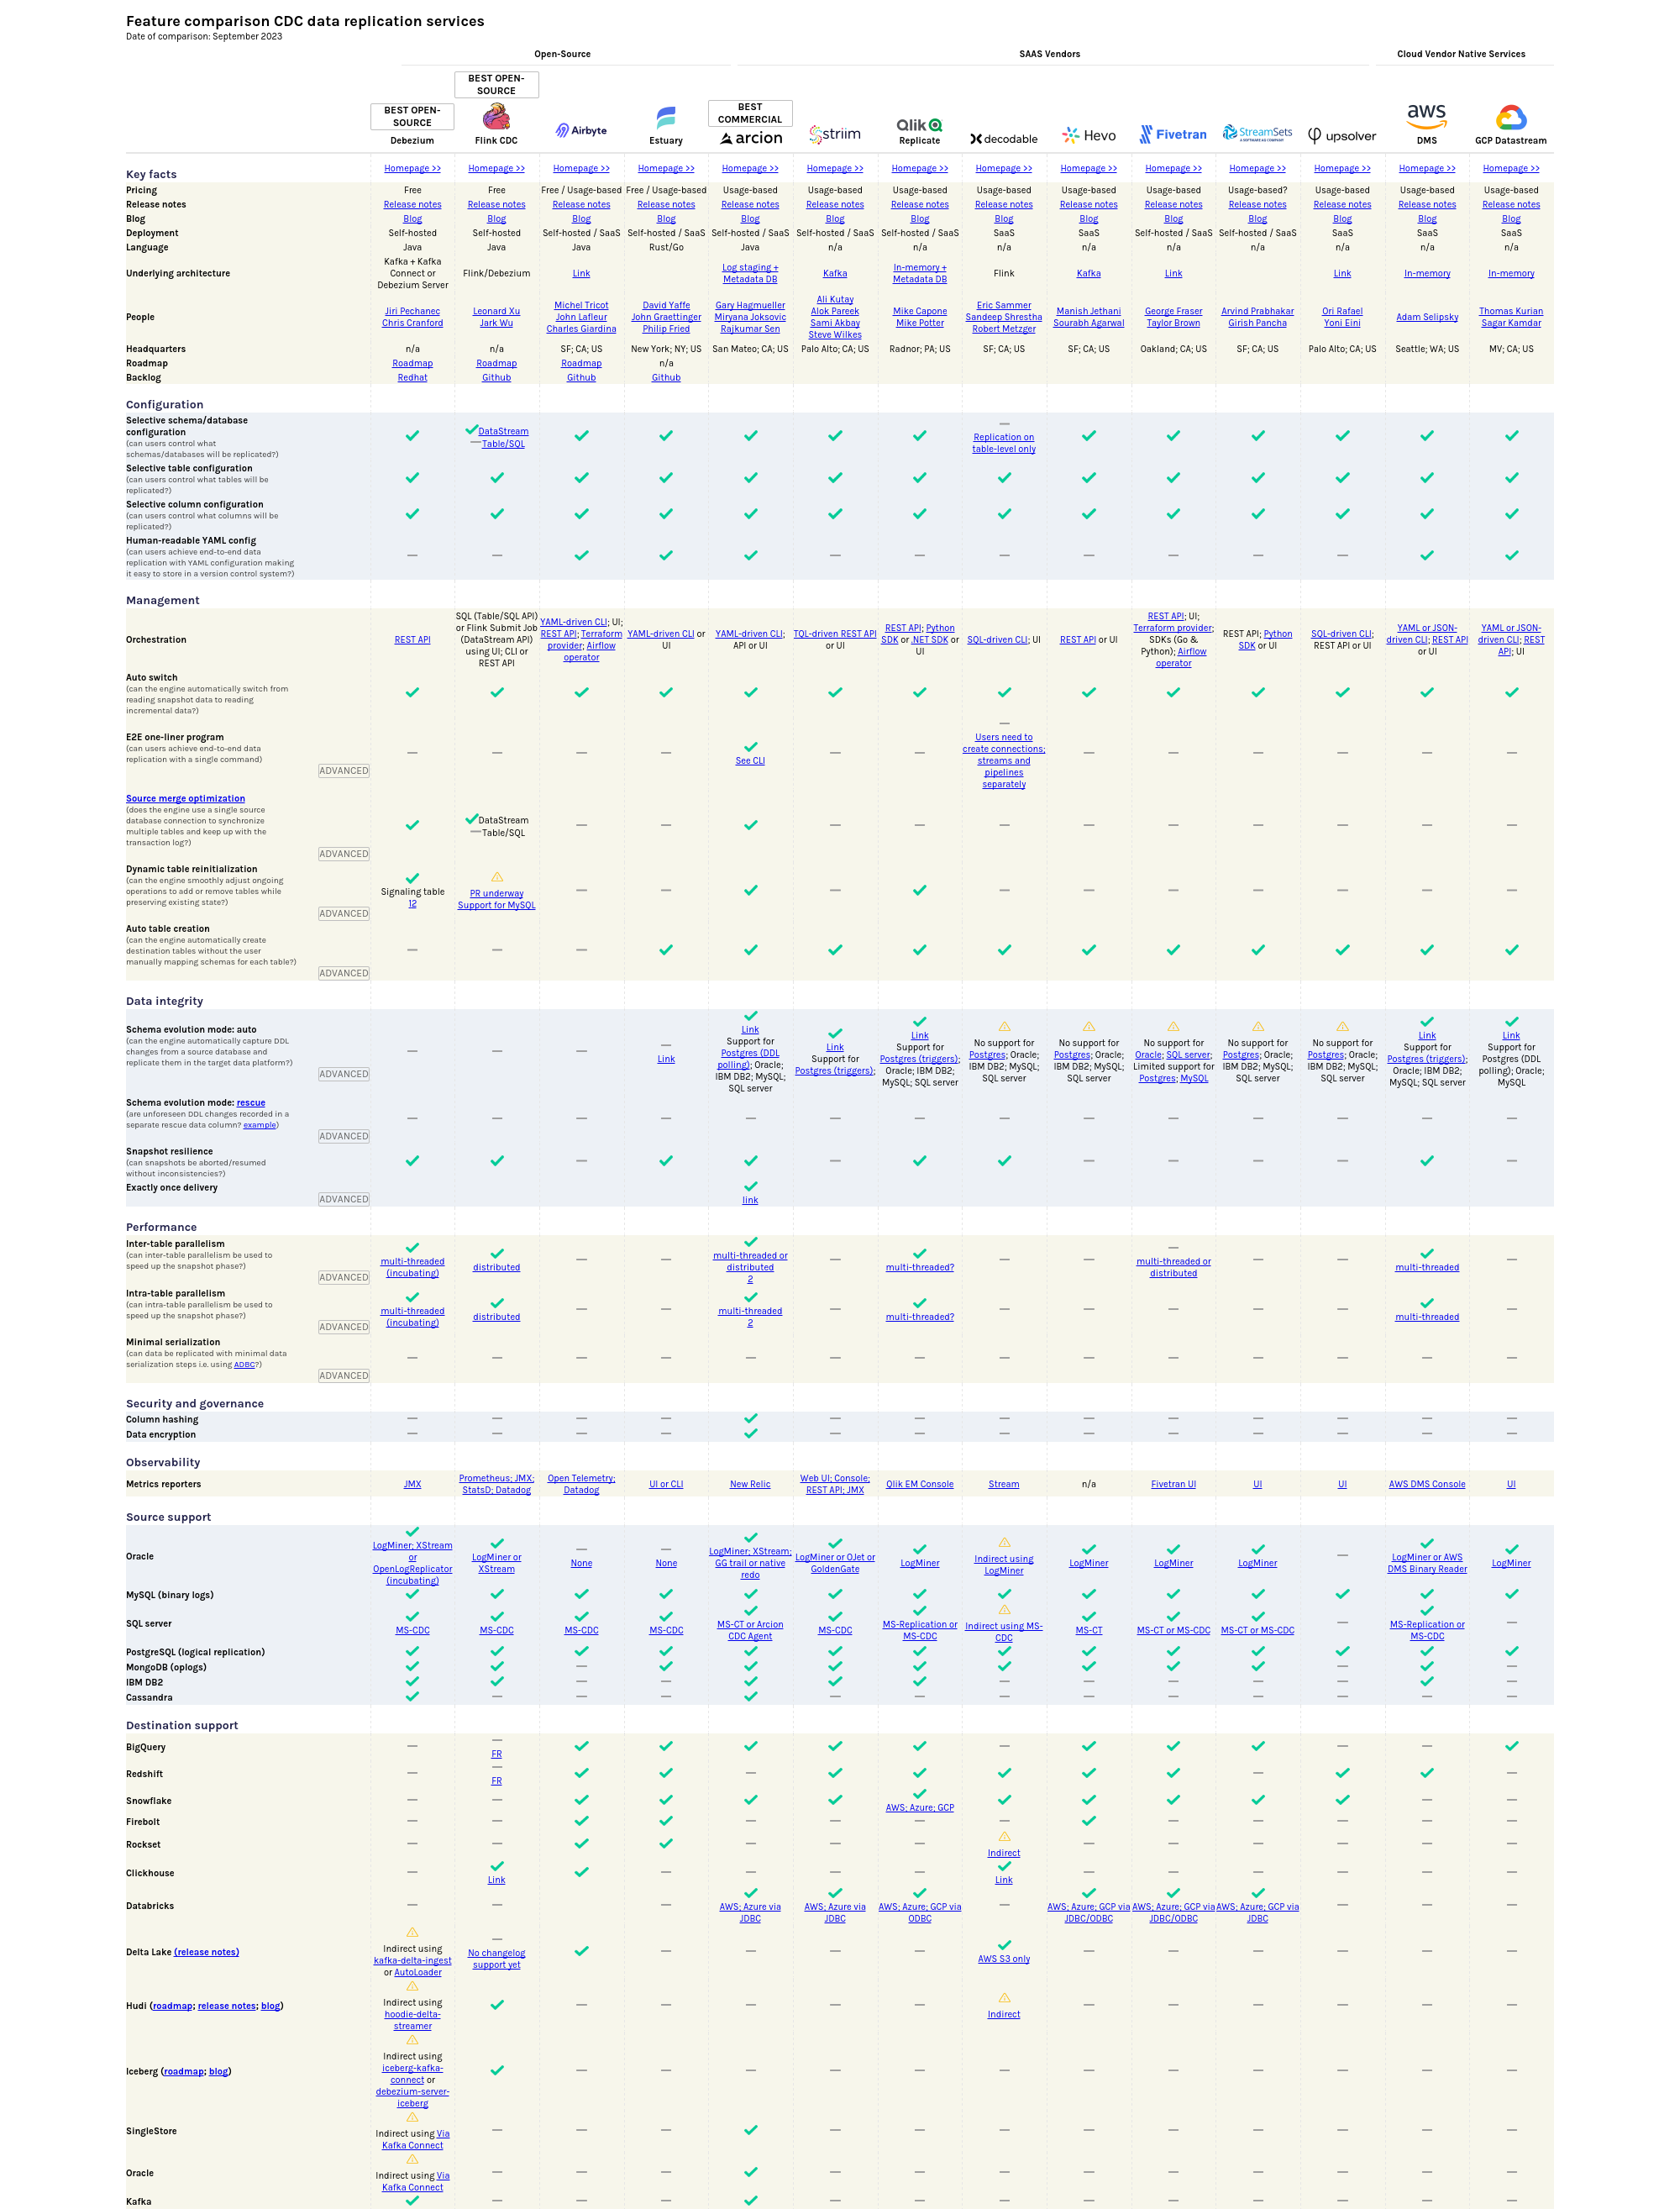 Feature comparison CDC data replication services
Date of comparison: September 2023
Open-Source SAAS Vendors Cloud Vendor Native Services
BEST OPEN-SOURCE BEST OPEN-SOURCE BEST COMMERCIAL
Debezium Flink CDC Airbyte Estuary arcion striim Qlik Replicate decodable Hevo Fivetran StreamSets upsolver aws DMS GCP Datastream
Key facts Homepage >> Homepage >> Homepage >> Homepage >> Homepage >> Homepage >> Homepage >> Homepage >> Homepage >> Homepage >> Homepage >> Homepage >> Homepage >> Homepage >>
Pricing Free Free Free / Usage-based Free / Usage-based Usage-based Usage-based Usage-based Usage-based Usage-based Usage-based Usage-based? Usage-based Usage-based Usage-based
Release notes Release notes Release notes Release notes Release notes Release notes Release notes Release notes Release notes Release notes Release notes Release notes Release notes Release notes Release notes
Blog Blog Blog Blog Blog Blog Blog Blog Blog Blog Blog Blog Blog Blog Blog
Deployment Self-hosted Self-hosted Self-hosted / SaaS Self-hosted / SaaS Self-hosted / SaaS Self-hosted / SaaS Self-hosted / SaaS SaaS SaaS Self-hosted / SaaS Self-hosted / SaaS SaaS SaaS SaaS
Language Java Java Java Rust/Go Java n/a n/a n/a n/a n/a n/a n/a n/a n/a
Underlying architecture Kafka + Kafka Connect or Debezium Server Flink/Debezium Link Log staging + Metadata DB Kafka In-memory + Metadata DB Flink Kafka Link Link In-memory In-memory
People Jiri Pechanec Chris Cranford Leonard Xu Jark Wu Michel Tricot John Lafleur Charles Giardina David Yaffe John Graettinger Philip Fried Gary Hagmueller Miryana Joksovic Rajkumar Sen Ali Kutay Alok Pareek Sami Akbay Steve Wilkes Mike Capone Mike Potter Eric Sammer Sandeep Shrestha Robert Metzger Manish Jethani Sourabh Agarwal George Fraser Taylor Brown Arvind Prabhakar Girish Pancha Ori Rafael Yoni Eini Adam Selipsky Thomas Kurian Sagar Kamdar
Headquarters n/a n/a SF; CA; US New York; NY; US San Mateo; CA; US Palo Alto; CA; US Radnor; PA; US SF; CA; US SF; CA; US Oakland; CA; US SF; CA; US Palo Alto; CA; US Seattle; WA; US MV; CA; US
Roadmap Roadmap Roadmap Roadmap n/a
Backlog Redhat Github Github Github
Configuration
Selective schema/database configuration
(can users control what schemas/databases will be replicated?) DataStream Table/SQL Replication on table-level only
Selective table configuration
(can users control what tables will be replicated?)
Selective column configuration
(can users control what columns will be replicated?)
Human-readable YAML config
(can users achieve end-to-end data replication with YAML configuration making it easy to store in a version control system?)
Management
Orchestration REST API SQL (Table/SQL API) or Flink Submit Job (DataStream API) using UI; CLI or REST API YAML-driven CLI; UI; REST API; Terraform provider; Airflow operator YAML-driven CLI or UI YAML-driven CLI; API or UI TQL-driven REST API or UI REST API; Python SDK or .NET SDK or UI SQL-driven CLI; UI REST API or UI REST API; UI; Terraform provider; SDKs (Go & Python); Airflow operator REST API; Python SDK or UI SQL-driven CLI; REST API or UI YAML or JSON-driven CLI; REST API or UI YAML or JSON-driven CLI; REST API; UI
Auto switch
(can the engine automatically switch from reading snapshot data to reading incremental data?)
E2E one-liner program
(can users achieve end-to-end data replication with a single command)
ADVANCED See CLI Users need to create connections; streams and pipelines separately
Source merge optimization
(does the engine use a single source database connection to synchronize multiple tables and keep up with the transaction log?)
ADVANCED DataStream Table/SQL
Dynamic table reinitialization
(can the engine smoothly adjust ongoing operations to add or remove tables while preserving existing state?)
ADVANCED Signaling table 12 PR underway Support for MySQL
Auto table creation
(can the engine automatically create destination tables without the user manually mapping schemas for each table?)
ADVANCED
Data integrity
Schema evolution mode: auto
(can the engine automatically capture DDL changes from a source database and replicate them in the target data platform?)
ADVANCED Link Link Support for Postgres (DDL polling); Oracle; IBM DB2; MySQL; SQL server Link Support for Postgres (triggers); Link Support for Postgres (triggers); Oracle; IBM DB2; MySQL; SQL server No support for Postgres; Oracle; IBM DB2; MySQL; SQL server No support for Postgres; Oracle; IBM DB2; MySQL; SQL server No support for Oracle; SQL server; Limited support for Postgres; MySQL No support for Postgres; Oracle; IBM DB2; MySQL; SQL server No support for Postgres; Oracle; IBM DB2; MySQL; SQL server Link Support for Postgres (triggers); Oracle; IBM DB2; MySQL; SQL server Link Support for Postgres (DDL polling); Oracle; MySQL
Schema evolution mode: rescue
(are unforeseen DDL changes recorded in a separate rescue data column? example)
ADVANCED
Snapshot resilience
(can snapshots be aborted/resumed without inconsistencies?)
Exactly once delivery
ADVANCED link
Performance
Inter-table parallelism
(can inter-table parallelism be used to speed up the snapshot phase?)
ADVANCED multi-threaded (incubating) distributed multi-threaded or distributed 2 multi-threaded? multi-threaded or distributed multi-threaded
Intra-table parallelism
(can intra-table parallelism be used to speed up the snapshot phase?)
ADVANCED multi-threaded (incubating) distributed multi-threaded 2 multi-threaded? multi-threaded
Minimal serialization
(can data be replicated with minimal data serialization steps i.e. using ADBC?)
ADVANCED
Security and governance
Column hashing
Data encryption
Observability
Metrics reporters JMX Prometheus; JMX; StatsD; Datadog Open Telemetry; Datadog UI or CLI New Relic Web UI; Console; REST API; JMX Qlik EM Console Stream n/a Fivetran UI UI UI AWS DMS Console UI
Source support
Oracle LogMiner; XStream or OpenLogReplicator (incubating) LogMiner or XStream None None LogMiner; XStream; GG trail or native redo LogMiner or OJet or GoldenGate LogMiner Indirect using LogMiner LogMiner LogMiner LogMiner LogMiner or AWS DMS Binary Reader LogMiner
MySQL (binary logs)
SQL server MS-CDC MS-CDC MS-CDC MS-CDC MS-CT or Arcion CDC Agent MS-CDC MS-Replication or MS-CDC Indirect using MS-CDC MS-CT MS-CT or MS-CDC MS-CT or MS-CDC MS-Replication or MS-CDC
PostgreSQL (logical replication)
MongoDB (oplogs)
IBM DB2
Cassandra
Destination support
BigQuery FR
Redshift FR
Snowflake AWS; Azure; GCP
Firebolt
Rockset Indirect
Clickhouse Link Link
Databricks AWS; Azure via JDBC AWS; Azure via JDBC AWS; Azure; GCP via ODBC AWS; Azure; GCP via JDBC/ODBC AWS; Azure; GCP via JDBC/ODBC AWS; Azure; GCP via JDBC
Delta Lake (release notes) Indirect using kafka-delta-ingest or AutoLoader No changelog support yet AWS S3 only
Hudi (roadmap; release notes; blog) Indirect using hoodie-delta-streamer Indirect
Iceberg (roadmap; blog) Indirect using iceberg-kafka-connect or debezium-server-iceberg
SingleStore Indirect using Via Kafka Connect
Oracle Indirect using Via Kafka Connect
Kafka